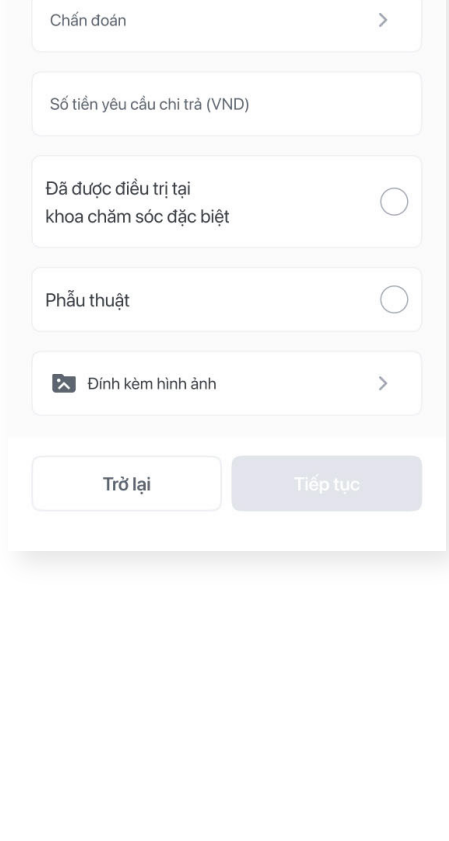 Chẩn đoán
Số tiền yêu cầu chi trả (VND)
Đã được điều trị tại
khoa chăm sóc đặc biệt
Phẫu thuật
Đính kèm hình ảnh
Trở lại
Tiếp tục